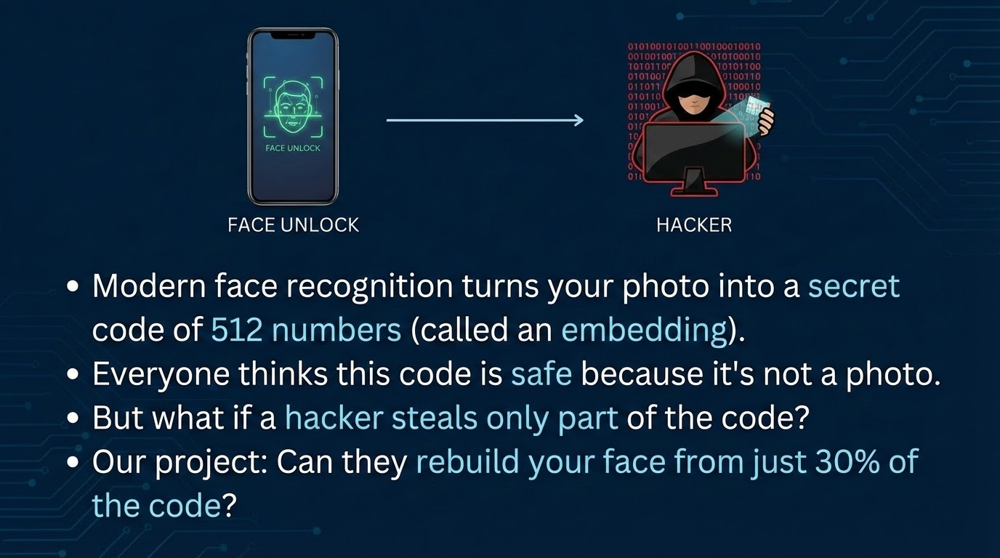 FACE UNLOCK
FACE UNLOCK
HACKER
• Modern face recognition turns your photo into a secret
code of 512 numbers (called an embedding).
• Everyone thinks this code is safe because it's not a photo.
• But what if a hacker steals only part of the code?
• Our project: Can they rebuild your face from just 30% of
the code?